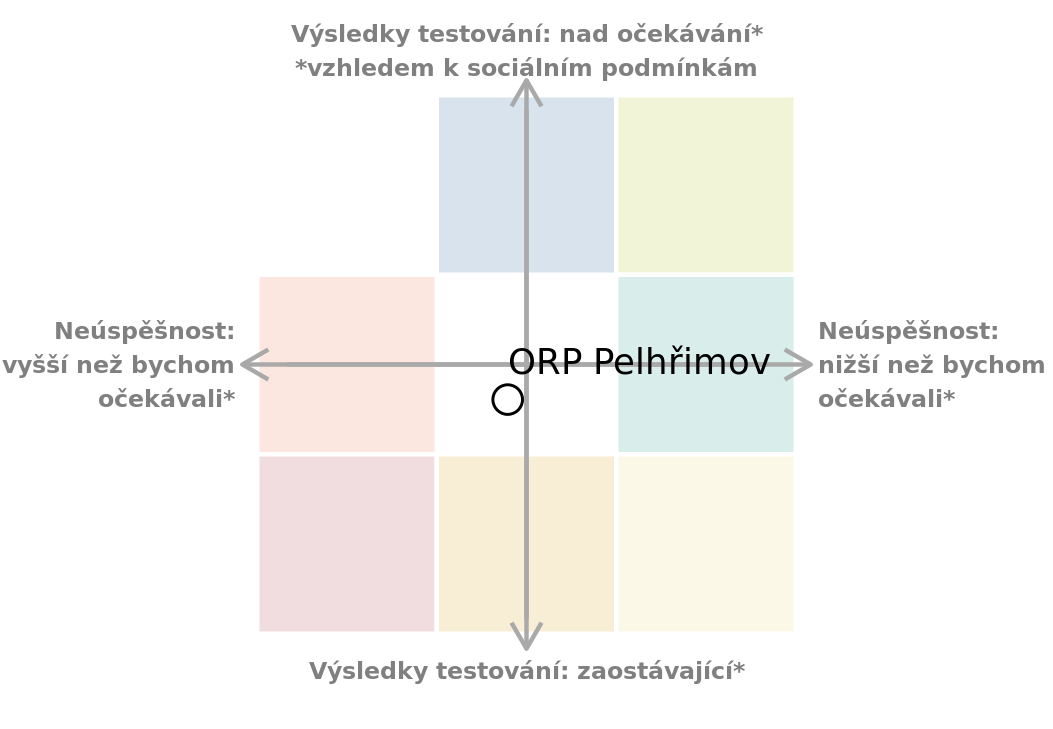 Výsledky testování: nad očekávání*
*vzhledem k sociálním podmínkám
Neúspěšnost:
vyšší než bychom
očekávali*
ORP Pelhřimov
Neúspěšnost:
nižší než bychom
očekávali*
Výsledky testování: zaostávající*